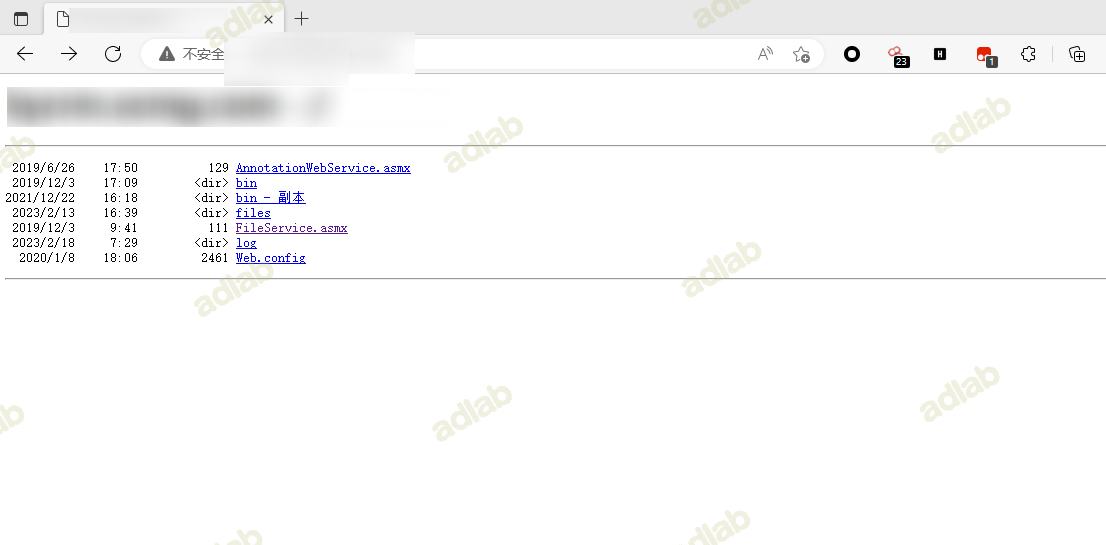 adlab
adlab
不安全
A
23
H
1
adlab
adlab
adlab
2019/6/26 17:50 129 AnnotationWebService.asmx
2019/12/3 17:09 <dir> bin
2021/12/22 16:18 <dir> bin - 副本
2023/2/13 16:39 <dir> files
2019/12/3 9:41 111 FileService.asmx
2023/2/18 7:29 <dir> log
2020/1/8 18:06 2461 Web.config
adlab
adlab
adlab
adlab
adlab